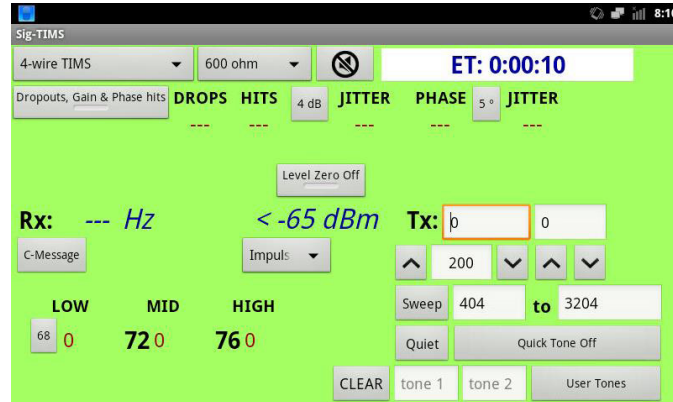 8:10
Sig-TIMS
4-wire TIMS 600 ohm ET: 0:00:10
Dropouts, Gain & Phase hits DROPS HITS 4 dB JITTER PHASE 5 ° JITTER
--- --- --- --- ---
Level Zero Off
Rx: --- Hz < -65 dBm Tx: 0 0
C-Message Impuls 200
LOW MID HIGH Sweep 404 to 3204
68 0 72 0 76 0 Quiet Quick Tone Off
CLEAR tone 1 tone 2 User Tones